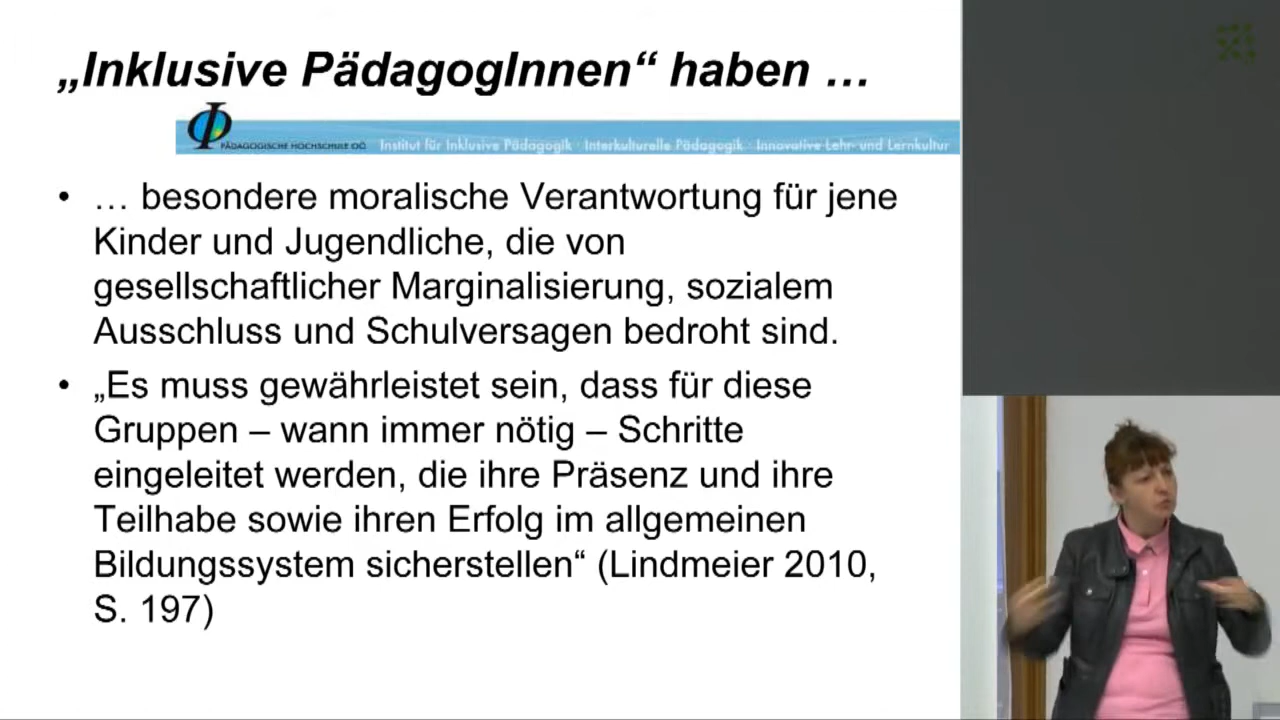 „Inklusive PädagogInnen“ haben …
PÄDAGOGISCHE HOCHSCHULE OÖ Institut für Inklusive Pädagogik · Interkulturelle Pädagogik · Innovative Lehr- und Lernkultur
• … besondere moralische Verantwortung für jene
Kinder und Jugendliche, die von
gesellschaftlicher Marginalisierung, sozialem
Ausschluss und Schulversagen bedroht sind.
• „Es muss gewährleistet sein, dass für diese
Gruppen – wann immer nötig – Schritte
eingeleitet werden, die ihre Präsenz und ihre
Teilhabe sowie ihren Erfolg im allgemeinen
Bildungssystem sicherstellen“ (Lindmeier 2010,
S. 197)